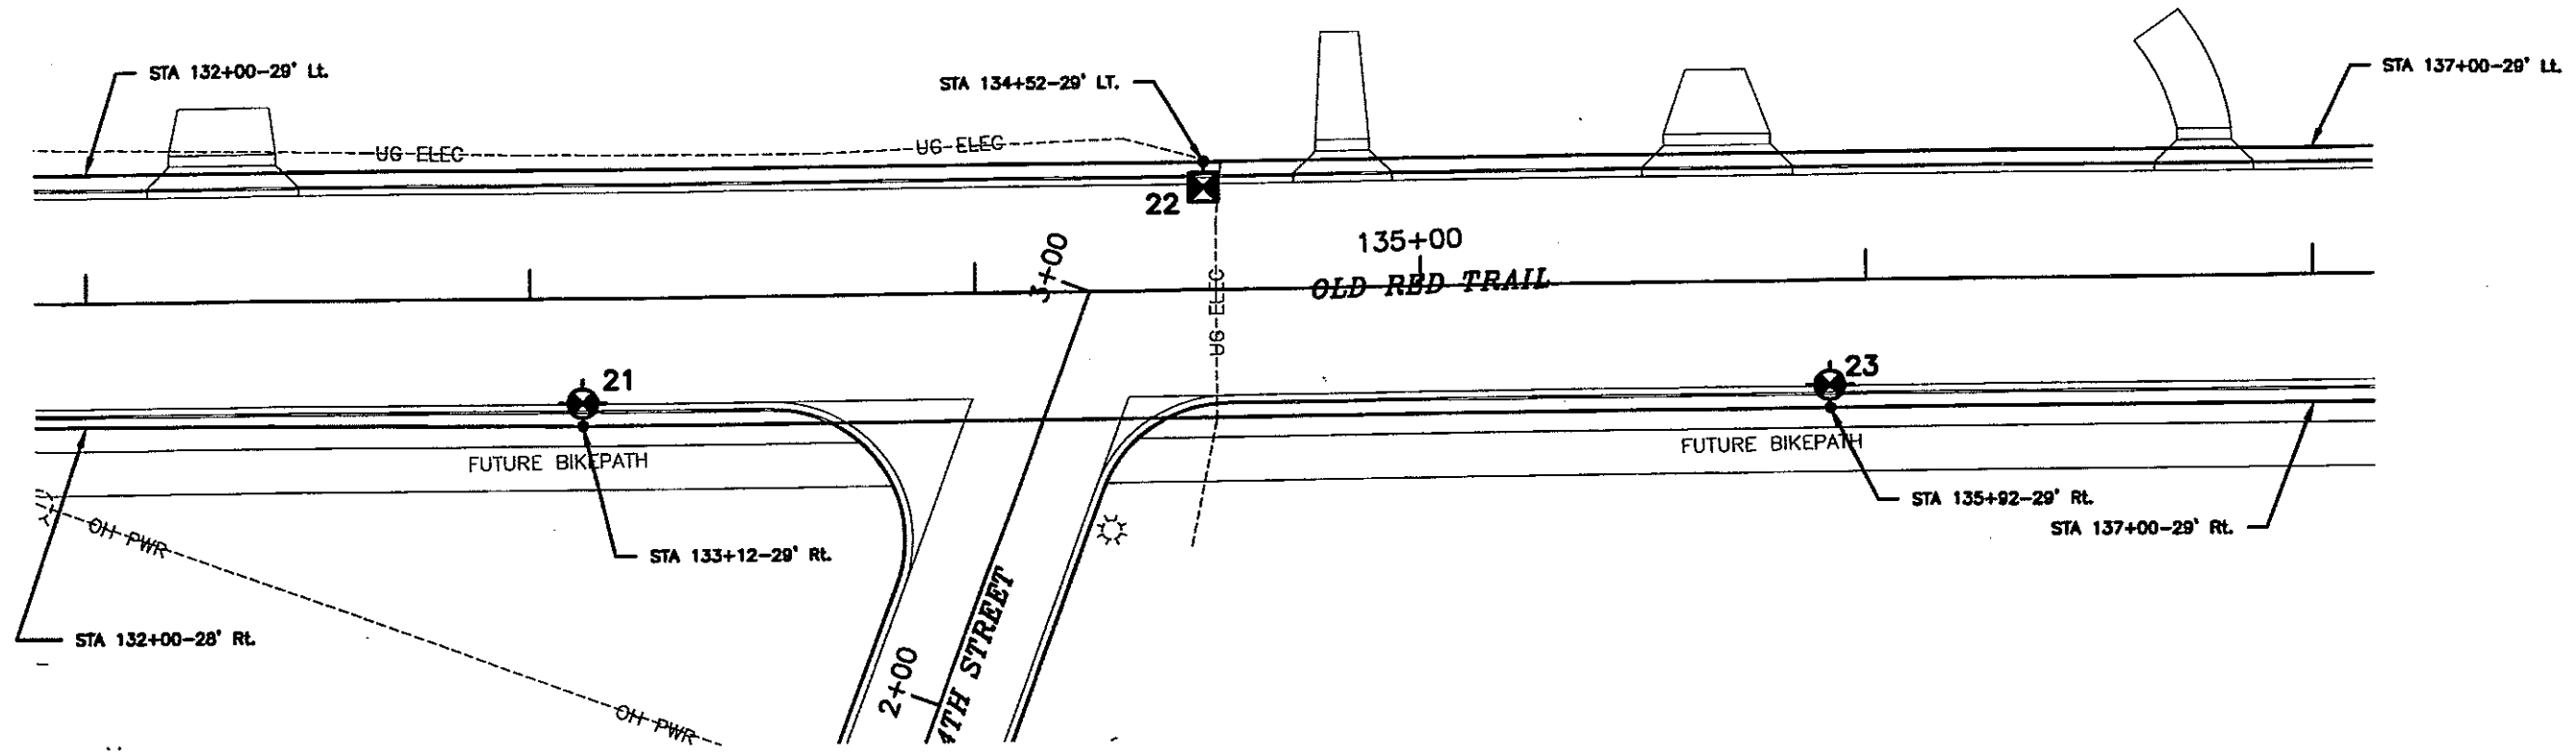 STA 132+00-29' Lt.
STA 134+52-29' LT.
STA 137+00-29' Lt.
UG ELEC
UG ELEC
22
3+00
135+00
OLD RED TRAIL
UG ELEC
21
23
FUTURE BIKEPATH
FUTURE BIKEPATH
STA 135+92-29' Rt.
STA 137+00-29' Rt.
OH PWR
STA 133+12-29' Rt.
STA 132+00-28' Rt.
2+00
4TH STREET
OH PWR